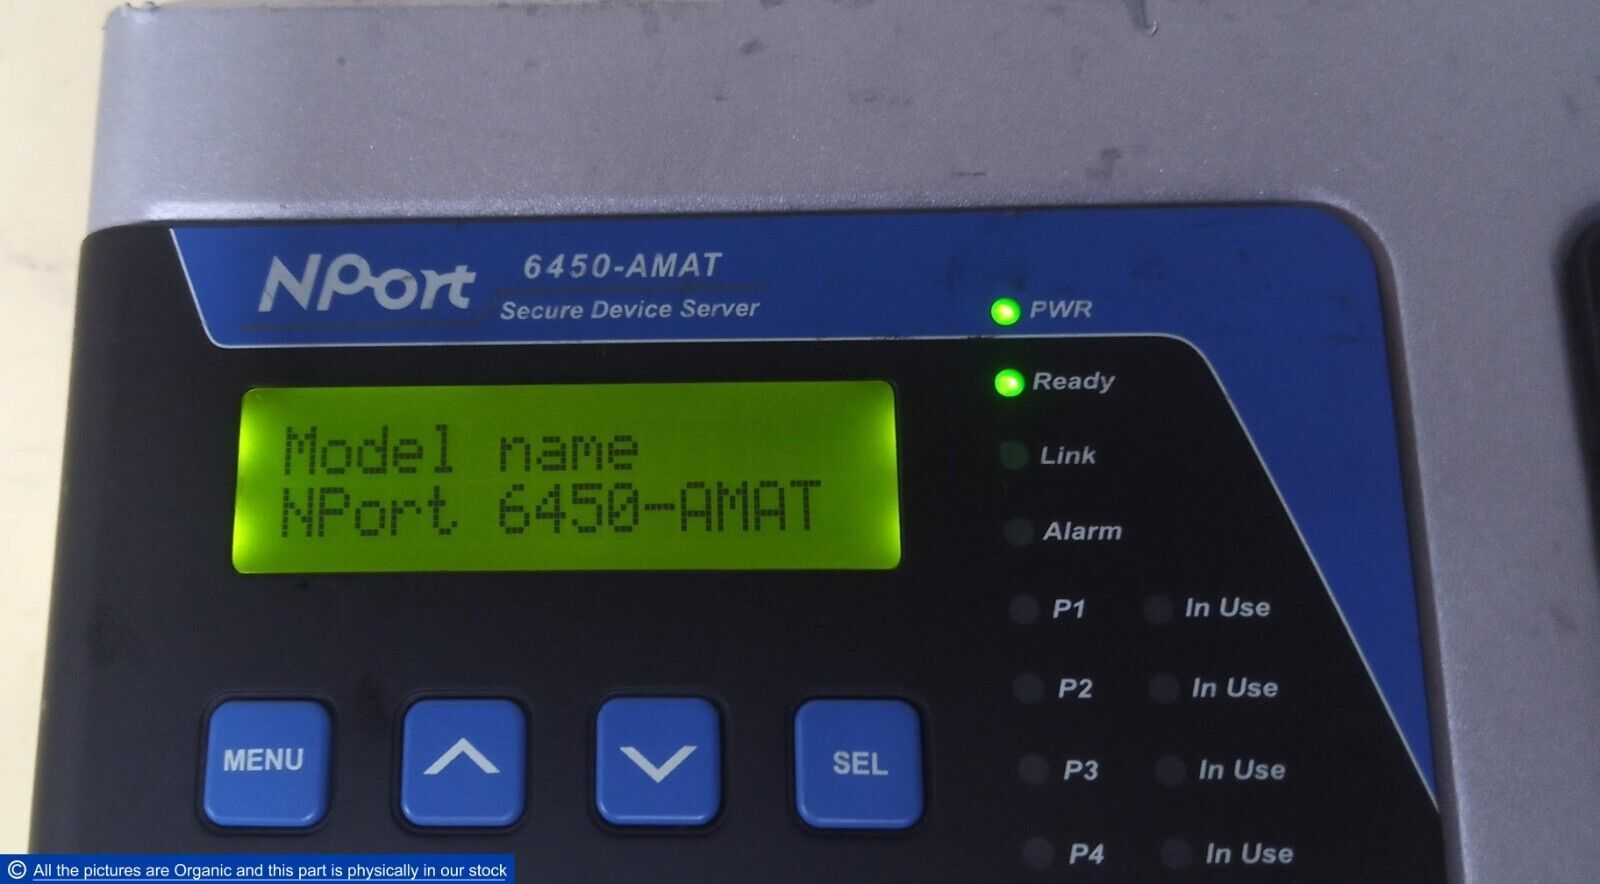 NPort
6450-AMAT
Secure Device Server
PWR
Ready
Link
Alarm
P1 In Use
P2 In Use
P3 In Use
P4 In Use
Model name
NPort 6450-AMAT
MENU
SEL
© All the pictures are Organic and this part is physically in our stock